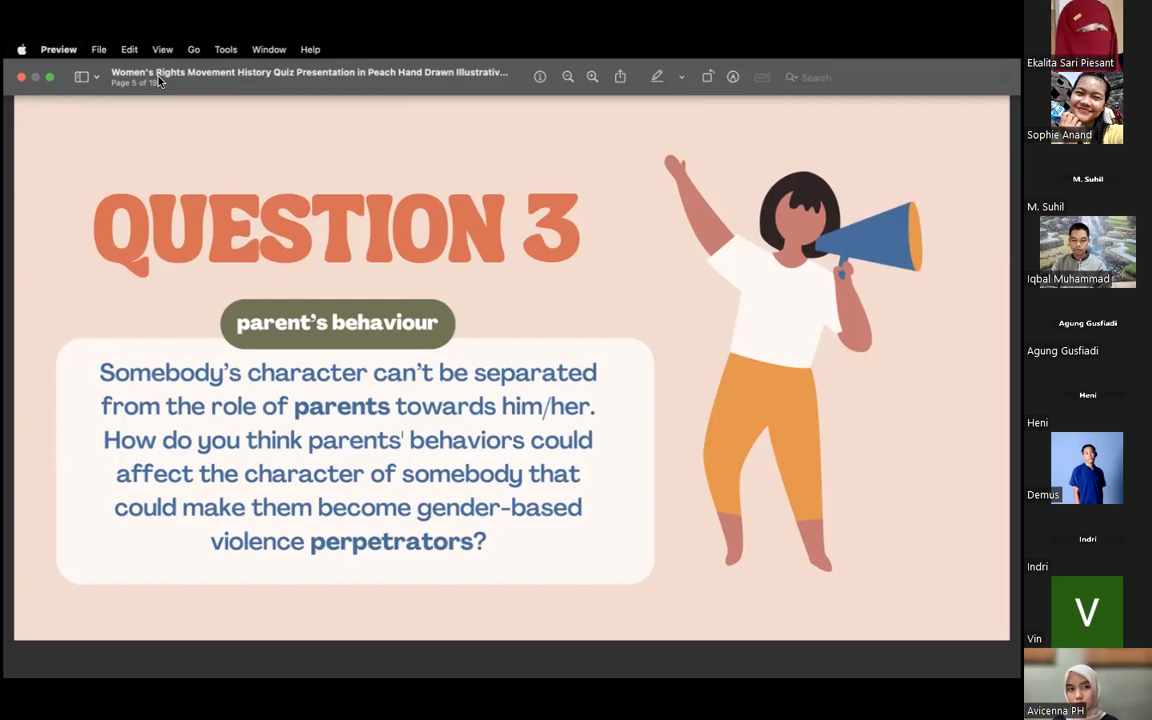 Preview File Edit View Go Tools Window Help
Women's Rights Movement History Quiz Presentation in Peach Hand Drawn Illustrativ...
Page 5 of
Search
QUESTION 3
parent's behaviour
Somebody's character can't be separated
from the role of parents towards him/her.
How do you think parents' behaviors could
affect the character of somebody that
could make them become gender-based
violence perpetrators?
Ekalita Sari Piesant
Sophie Anand
M. Suhil
M. Suhil
Iqbal Muhammad
Agung Gusfiadi
Agung Gusfiadi
Heni
Heni
Demus
Indri
Indri
V
Vin
Avicenna PH